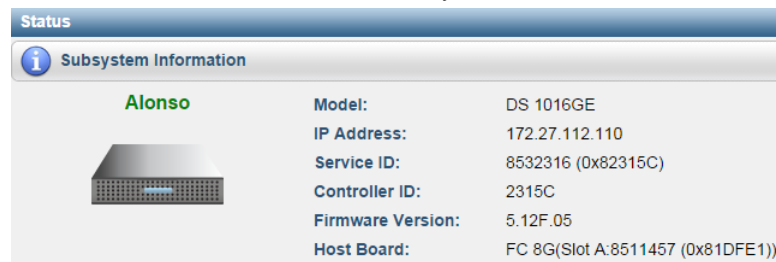 Status
Subsystem Information
Alonso
Model: DS 1016GE
IP Address: 172.27.112.110
Service ID: 8532316 (0x82315C)
Controller ID: 2315C
Firmware Version: 5.12F.05
Host Board: FC 8G(Slot A:8511457 (0x81DFE1))